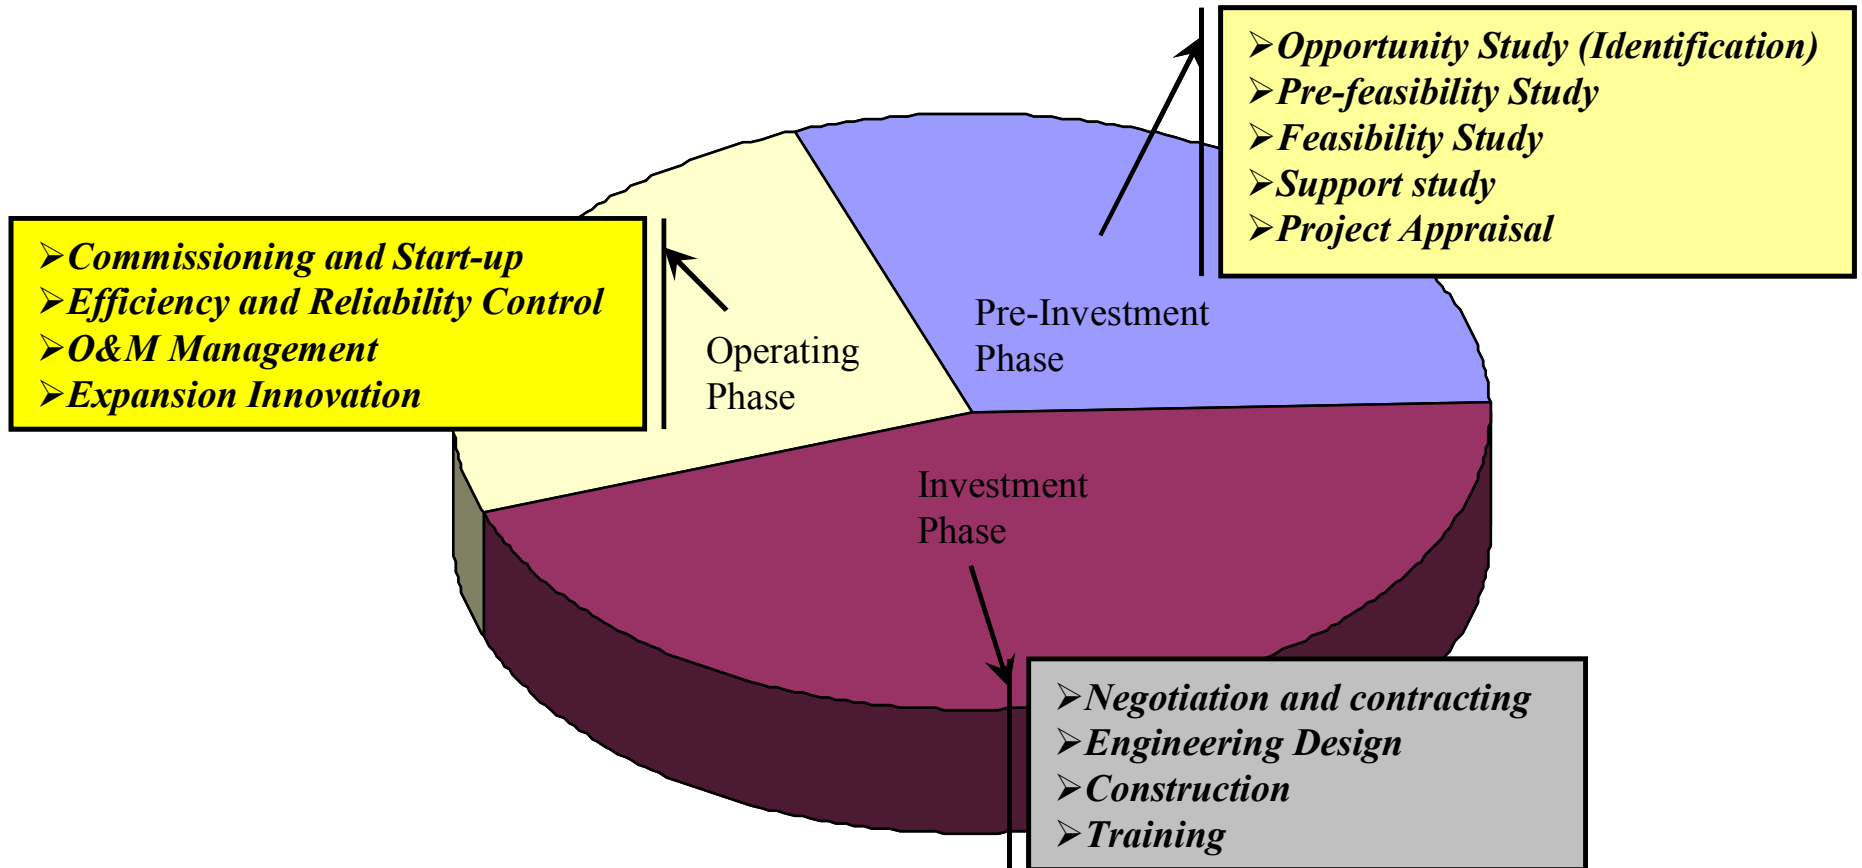 ➢Opportunity Study (Identification)
➢Pre-feasibility Study
➢Feasibility Study
➢Support study
➢Project Appraisal
➢Commissioning and Start-up
➢Efficiency and Reliability Control
➢O&M Management
➢Expansion Innovation
Pre-Investment
Phase
Operating
Phase
Investment
Phase
➢Negotiation and contracting
➢Engineering Design
➢Construction
➢Training